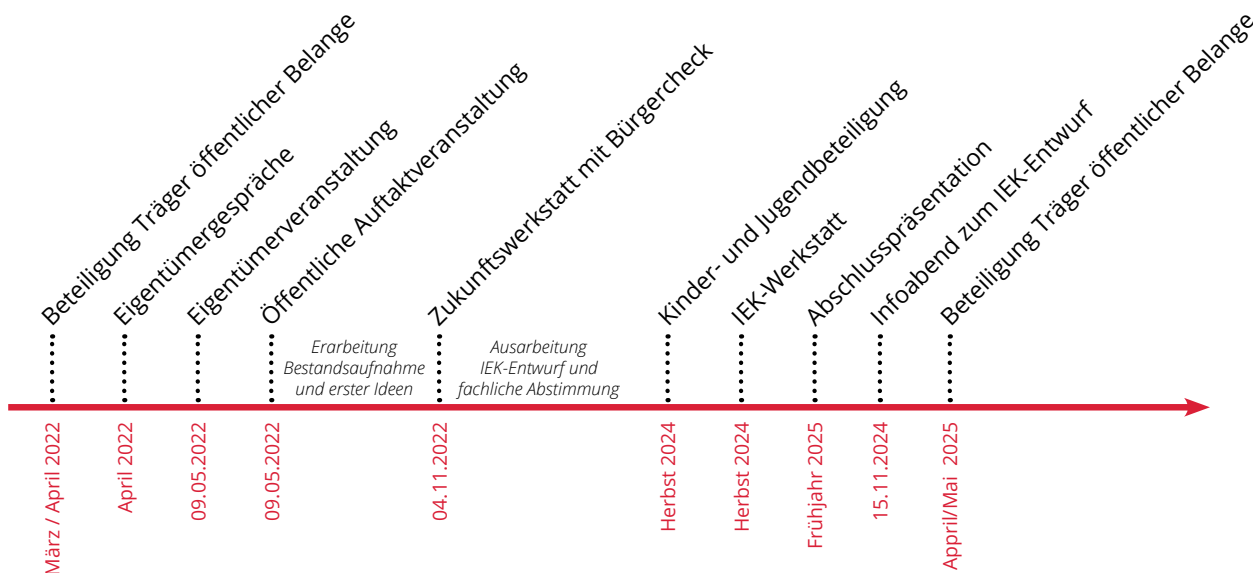 Beteiligung Träger öffentlicher Belange
Eigentümergespräche
Eigentümerveranstaltung
Öffentliche Auftaktveranstaltung
Zukunftswerkstatt mit Bürgercheck
Kinder- und Jugendbeteiligung
IEK-Werkstatt
Abschlusspräsentation
Infoabend zum IEK-Entwurf
Beteiligung Träger öffentlicher Belange
Erarbeitung
Bestandsaufnahme
und erster Ideen
Ausarbeitung
IEK-Entwurf und
fachliche Abstimmung
März / April 2022
April 2022
09.05.2022
09.05.2022
04.11.2022
Herbst 2024
Herbst 2024
Frühjahr 2025
15.11.2024
Appril/Mai 2025